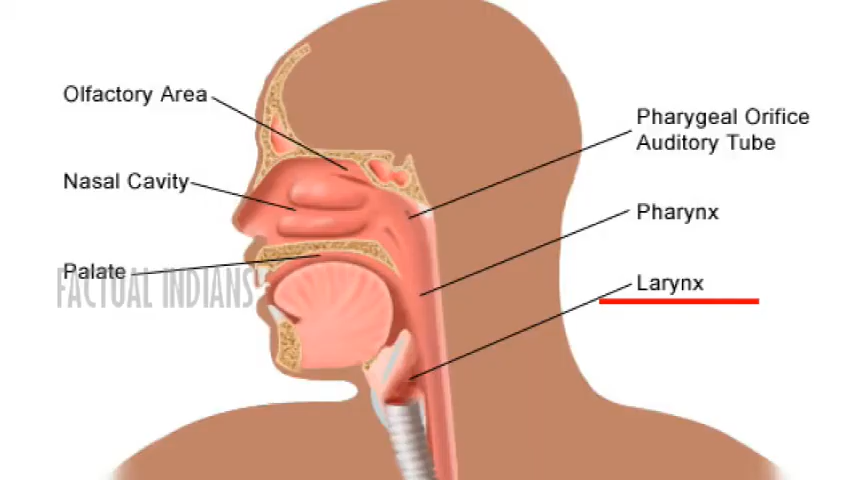 Olfactory Area
Pharygeal Orifice
Auditory Tube
Nasal Cavity
Pharynx
Palate
Larynx
FACTUAL INDIANS